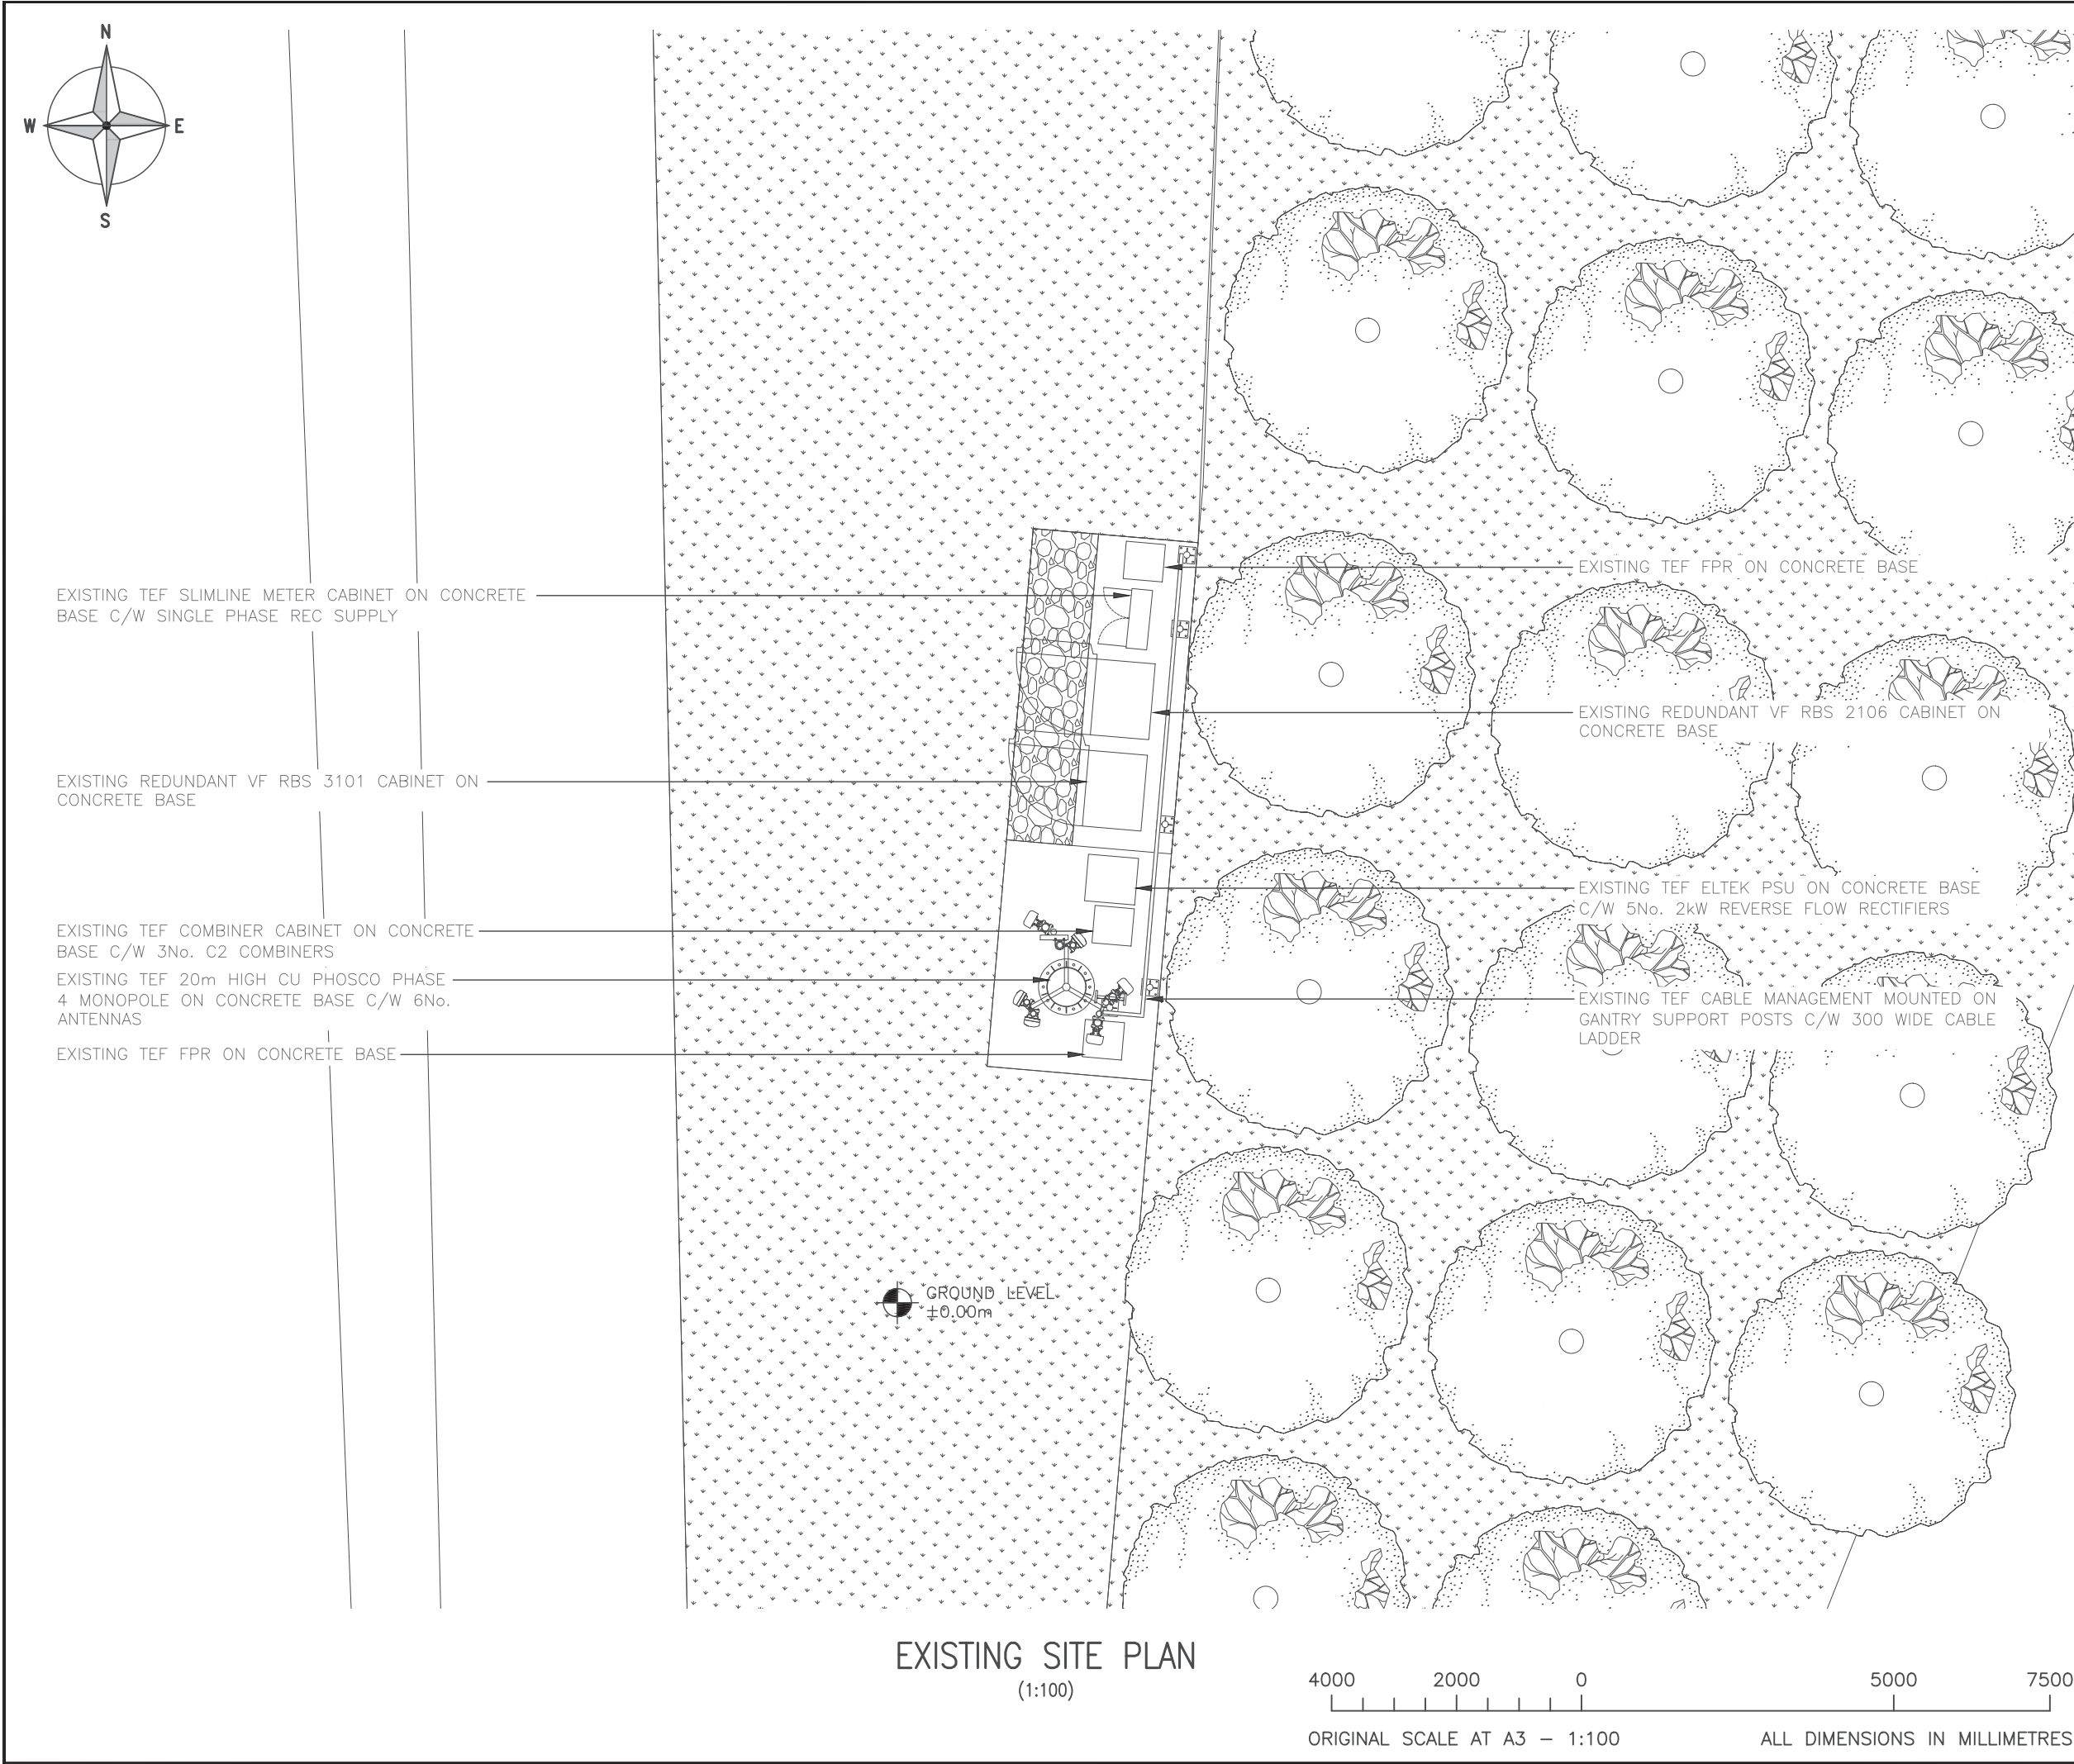 N
W E
S
EXISTING TEF SLIMLINE METER CABINET ON CONCRETE
BASE C/W SINGLE PHASE REC SUPPLY
EXISTING REDUNDANT VF RBS 3101 CABINET ON
CONCRETE BASE
EXISTING TEF COMBINER CABINET ON CONCRETE
BASE C/W 3No. C2 COMBINERS
EXISTING TEF 20m HIGH CU PHOSCO PHASE
4 MONOPOLE ON CONCRETE BASE C/W 6No.
ANTENNAS
EXISTING TEF FPR ON CONCRETE BASE
EXISTING TEF FPR ON CONCRETE BASE
EXISTING REDUNDANT VF RBS 2106 CABINET ON
CONCRETE BASE
EXISTING TEF ELTEK PSU ON CONCRETE BASE
C/W 5No. 2kW REVERSE FLOW RECTIFIERS
EXISTING TEF CABLE MANAGEMENT MOUNTED ON
GANTRY SUPPORT POSTS C/W 300 WIDE CABLE
LADDER
GROUND LEVEL
±0.00m
EXISTING SITE PLAN
(1:100)
4000 2000 0 5000 7500
ORIGINAL SCALE AT A3 – 1:100 ALL DIMENSIONS IN MILLIMETRES